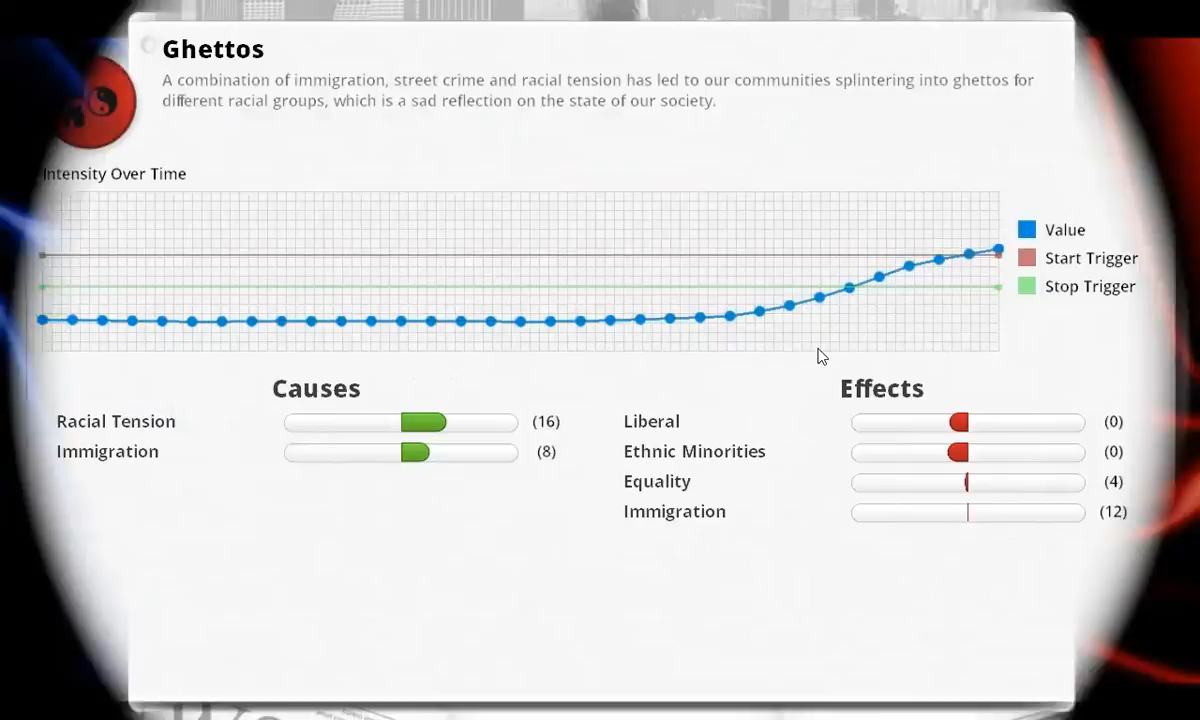 Ghettos
A combination of immigration, street crime and racial tension has led to our communities splintering into ghettos for
different racial groups, which is a sad reflection on the state of our society.
Intensity Over Time
Value
Start Trigger
Stop Trigger
Causes
Effects
Racial Tension (16)
Liberal (0)
Immigration (8)
Ethnic Minorities (0)
Equality (4)
Immigration (12)